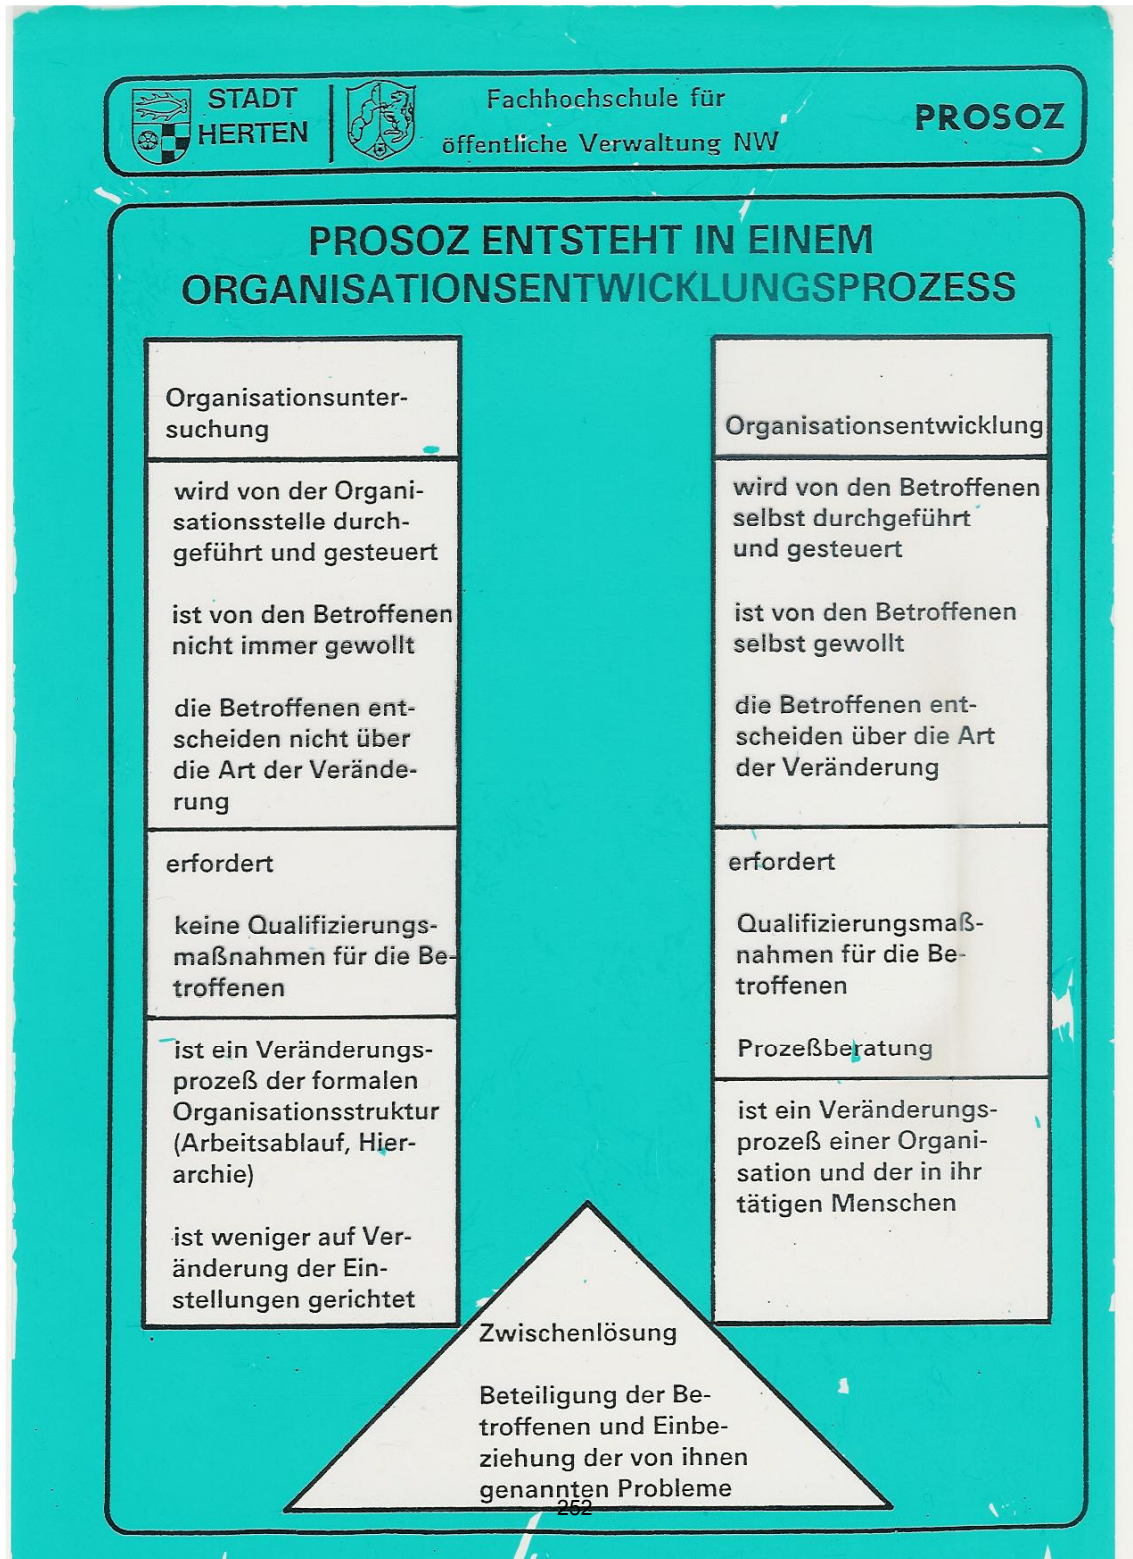 STADT
HERTEN
Fachhochschule für
öffentliche Verwaltung NW
PROSOZ
PROSOZ ENTSTEHT IN EINEM
ORGANISATIONSENTWICKLUNGSPROZESS
Organisationsunter-
suchung
wird von der Organi-
sationsstelle durch-
geführt und gesteuert
ist von den Betroffenen
nicht immer gewollt
die Betroffenen ent-
scheiden nicht über
die Art der Verände-
rung
erfordert
keine Qualifizierungs-
maßnahmen für die Be-
troffenen
ist ein Veränderungs-
prozeß der formalen
Organisationsstruktur
(Arbeitsablauf, Hier-
archie)
ist weniger auf Ver-
änderung der Ein-
stellungen gerichtet
Organisationsentwicklung
wird von den Betroffenen
selbst durchgeführt
und gesteuert
ist von den Betroffenen
selbst gewollt
die Betroffenen ent-
scheiden über die Art
der Veränderung
erfordert
Qualifizierungsmaß-
nahmen für die Be-
troffenen
Prozeßberatung
ist ein Veränderungs-
prozeß einer Organi-
sation und der in ihr
tätigen Menschen
Zwischenlösung
Beteiligung der Be-
troffenen und Einbe-
ziehung der von ihnen
genannten Probleme
252